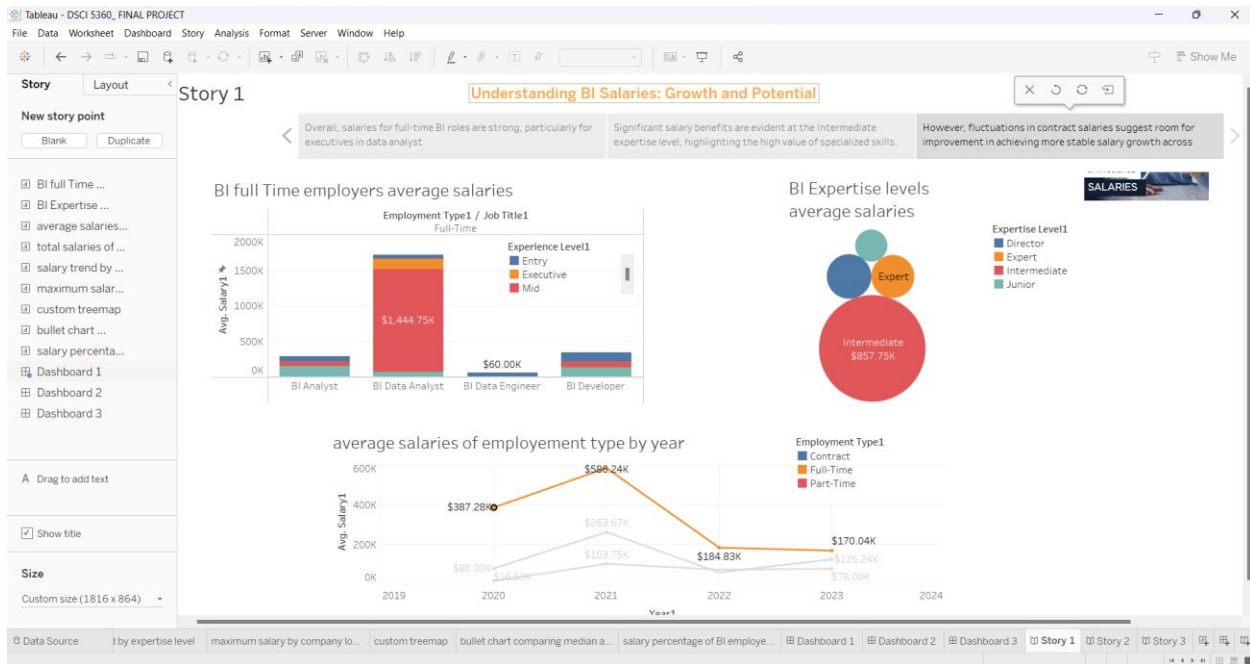 Tableau - DSCI 5360_ FINAL PROJECT
File Data Worksheet Dashboard Story Analysis Format Server Window Help
Show Me
Story Layout
New story point
Blank Duplicate
BI full Time ...
BI Expertise ...
average salaries...
total salaries of ...
salary trend by ...
maximum salar...
custom treemap
bullet chart ...
salary percenta...
Dashboard 1
Dashboard 2
Dashboard 3
A Drag to add text
Show title
Size
Custom size (1816 x 864)
Story 1
Understanding BI Salaries: Growth and Potential
Overall, salaries for full-time BI roles are strong, particularly for
executives in data analyst
Significant salary benefits are evident at the Intermediate
expertise level, highlighting the high value of specialized skills.
However, fluctuations in contract salaries suggest room for
improvement in achieving more stable salary growth across
BI full Time employers average salaries
Employment Type1 / Job Title1
Full-Time
Experience Level1
Entry
Executive
Mid
Avg. Salary1
2000K
1500K
1000K
500K
0K
$1,444.75K
$60.00K
BI Analyst BI Data Analyst BI Data Engineer BI Developer
BI Expertise levels
average salaries
Expert
Intermediate
$857.75K
SALARIES
Expertise Level1
Director
Expert
Intermediate
Junior
average salaries of employement type by year
Employment Type1
Contract
Full-Time
Part-Time
Avg. Salary1
600K
400K
200K
0K
$387.28K
$586.24K
$184.83K
$170.04K
$263.67K
$103.75K
$80.00K
$126.24K
$78.00K
2019 2020 2021 2022 2023 2024
Year1
Data Source
d by expertise level
maximum salary by company lo...
custom treemap
bullet chart comparing median a...
salary percentage of BI employe...
Dashboard 1
Dashboard 2
Dashboard 3
Story 1
Story 2
Story 3